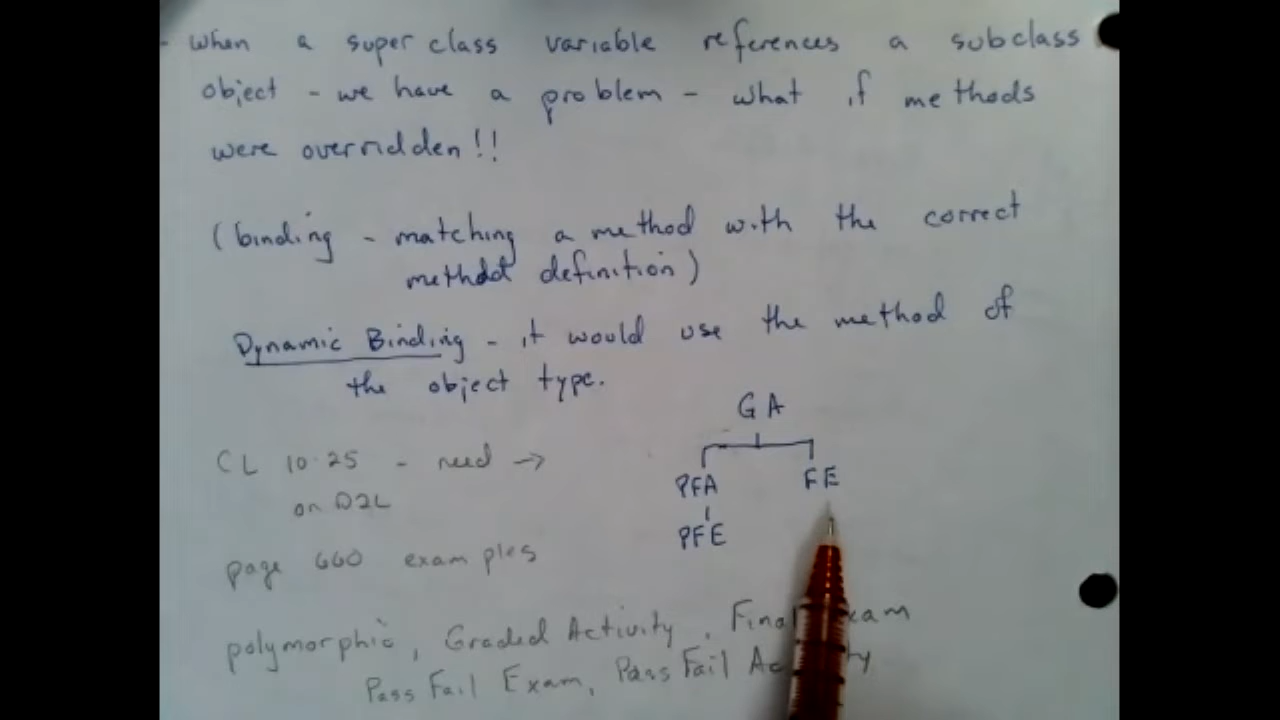 - When a super class variable references a subclass
object - we have a problem - what if methods
were overridden!!
(binding - matching a method with the correct
method definition)
Dynamic Binding - it would use the method of
the object type.
GA
CL 10.25 - need →
on D2L
PFA FE
PFE
page 660 examples
polymorphic, Graded Activity, Final Exam
Pass Fail Exam, Pass Fail Activity